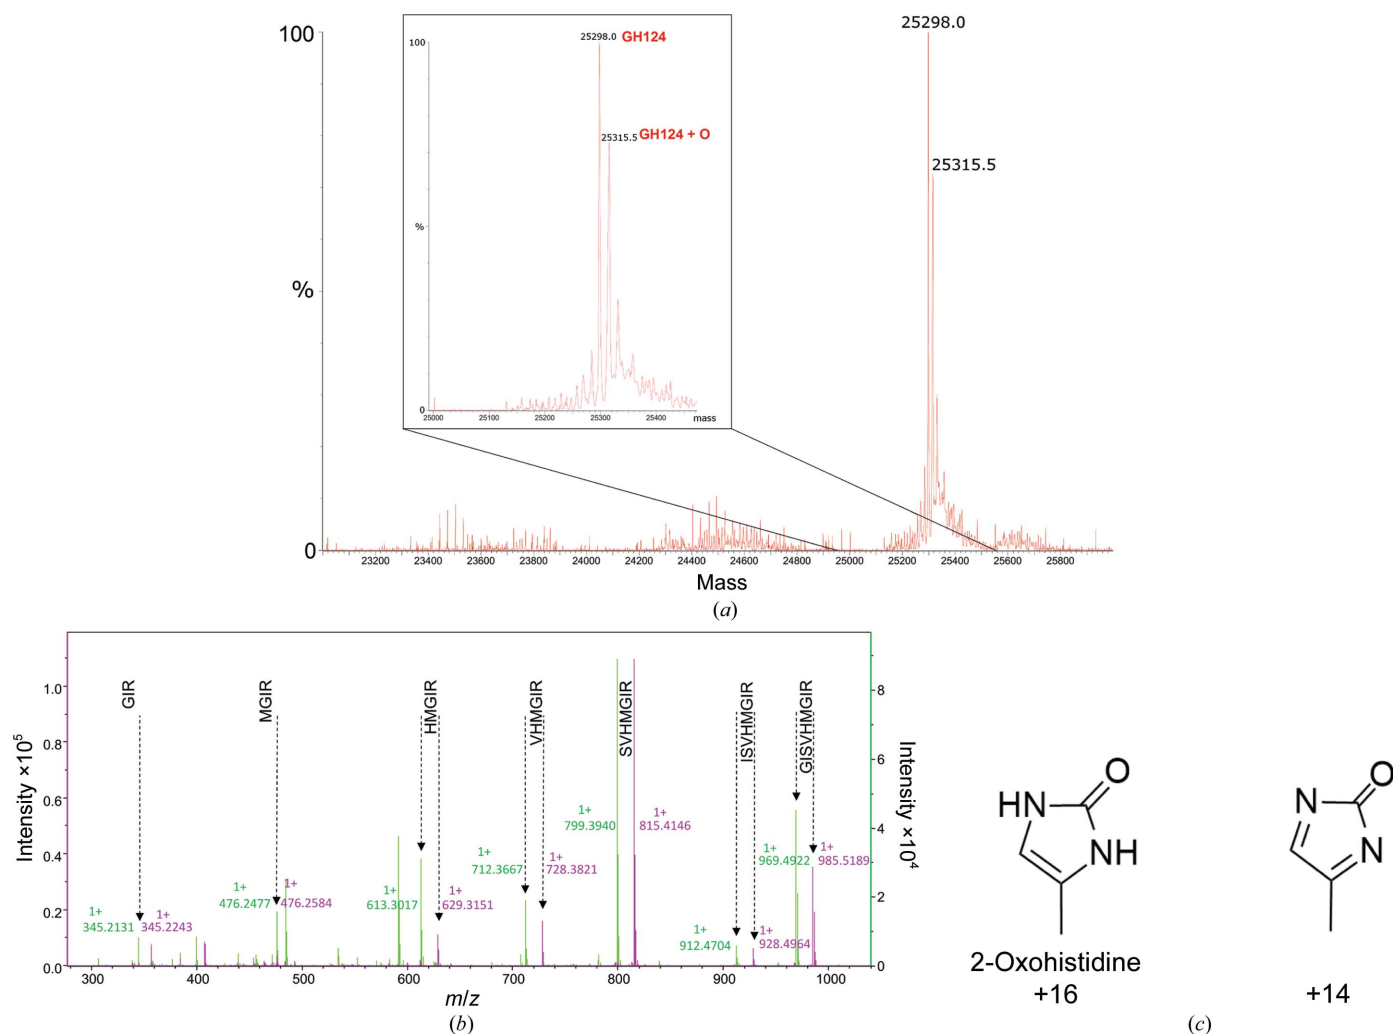 100
%
0
25298.0
25315.5
100
%
0
25298.0 GH124
25315.5 GH124 + O
25000 25100 25200 25300 25400 mass
23200 23400 23600 23800 24000 24200 24400 24600 24800 25000 25200 25400 25600 25800
Mass
(a)
Intensity ×10⁵
1.0
0.8
0.6
0.4
0.2
0.0
GIR
MGIR
HMGIR
VHMGIR
SVHMGIR
ISVHMGIR
GISVHMGIR
1+
345.2131
1+
345.2243
1+
476.2477
1+
476.2584
1+
613.3017
1+
629.3151
1+
712.3667
1+
728.3821
1+
799.3940
1+
815.4146
1+
912.4704
1+
928.4964
1+
969.4922
1+
985.5189
8
6
4
2
0
Intensity ×10⁴
300 400 500 600 700 800 900 1000
m/z
(b)
O
HN
NH
2-Oxohistidine
+16
O
N
N
+14
(c)